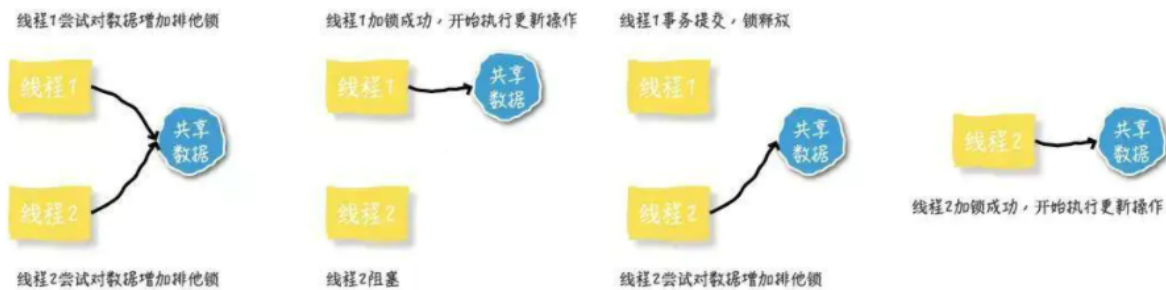 线程1尝试对数据增加排他锁
线程1
线程2
共享
数据
线程2尝试对数据增加排他锁
线程1加锁成功，开始执行更新操作
线程1
共享
数据
线程2
线程2阻塞
线程1事务提交，锁释放
线程1
共享
数据
线程2
线程2尝试对数据增加排他锁
线程2
共享
数据
线程2加锁成功，开始执行更新操作